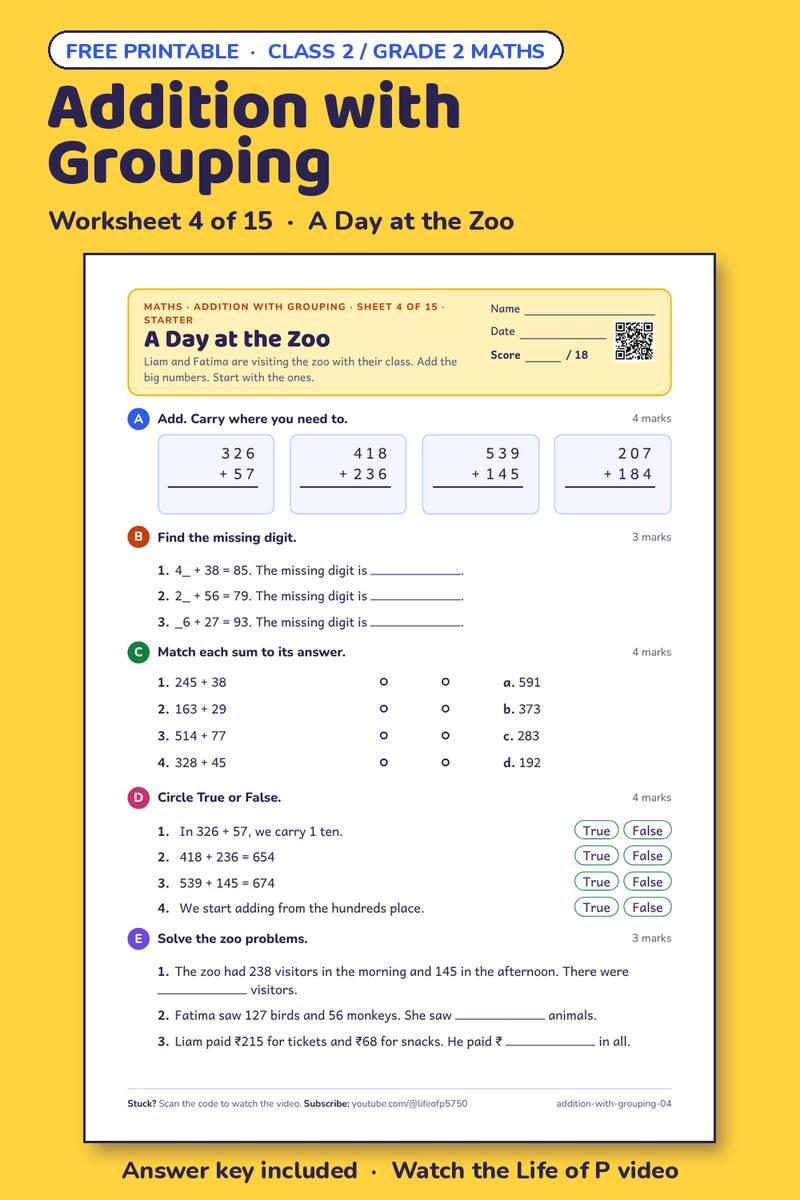 FREE PRINTABLE · CLASS 2 / GRADE 2 MATHS
Addition with
Grouping
Worksheet 4 of 15 · A Day at the Zoo
MATHS · ADDITION WITH GROUPING · SHEET 4 OF 15 ·
STARTER
A Day at the Zoo
Liam and Fatima are visiting the zoo with their class. Add the
big numbers. Start with the ones.
Name ____________
Date ____________
Score ______ / 18
A Add. Carry where you need to. 4 marks
326 418 539 207
+ 57 + 236 + 145 + 184
B Find the missing digit. 3 marks
1. 4_ + 38 = 85. The missing digit is ____________.
2. 2_ + 56 = 79. The missing digit is ____________.
3. _6 + 27 = 93. The missing digit is ____________.
C Match each sum to its answer. 4 marks
1. 245 + 38 a. 591
2. 163 + 29 b. 373
3. 514 + 77 c. 283
4. 328 + 45 d. 192
D Circle True or False. 4 marks
1. In 326 + 57, we carry 1 ten. True False
2. 418 + 236 = 654 True False
3. 539 + 145 = 674 True False
4. We start adding from the hundreds place. True False
E Solve the zoo problems. 3 marks
1. The zoo had 238 visitors in the morning and 145 in the afternoon. There were
____________ visitors.
2. Fatima saw 127 birds and 56 monkeys. She saw ____________ animals.
3. Liam paid ₹215 for tickets and ₹68 for snacks. He paid ₹ ____________ in all.
Stuck? Scan the code to watch the video. Subscribe: youtube.com/@lifeofp5750 addition-with-grouping-04
Answer key included · Watch the Life of P video